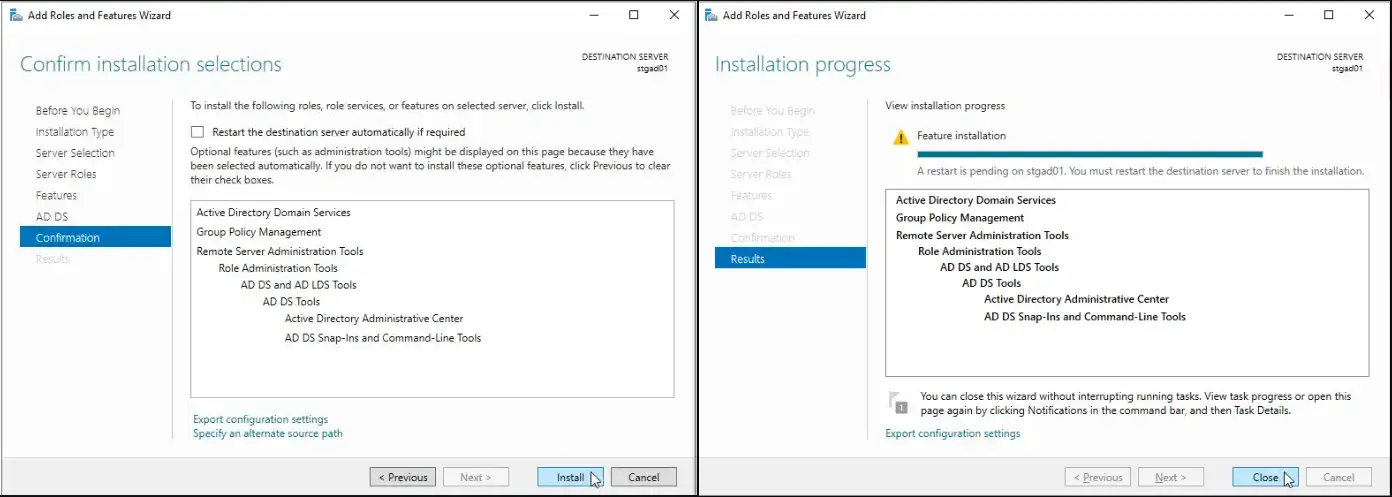 Add Roles and Features Wizard
Confirm installation selections
DESTINATION SERVER
stgad01
Before You Begin
Installation Type
Server Selection
Server Roles
Features
AD DS
Confirmation
Results
To install the following roles, role services, or features on selected server, click Install.
Restart the destination server automatically if required
Optional features (such as administration tools) might be displayed on this page because they have
been selected automatically. If you do not want to install these optional features, click Previous to clear
their check boxes.
Active Directory Domain Services
Group Policy Management
Remote Server Administration Tools
Role Administration Tools
AD DS and AD LDS Tools
AD DS Tools
Active Directory Administrative Center
AD DS Snap-Ins and Command-Line Tools
Export configuration settings
Specify an alternate source path
< Previous
Next >
Install
Cancel
Add Roles and Features Wizard
Installation progress
DESTINATION SERVER
stgad01
Before You Begin
Installation Type
Server Selection
Server Roles
Features
AD DS
Confirmation
Results
View installation progress
Feature installation
A restart is pending on stgad01. You must restart the destination server to finish the installation.
Active Directory Domain Services
Group Policy Management
Remote Server Administration Tools
Role Administration Tools
AD DS and AD LDS Tools
AD DS Tools
Active Directory Administrative Center
AD DS Snap-Ins and Command-Line Tools
1
You can close this wizard without interrupting running tasks. View task progress or open this
page again by clicking Notifications in the command bar, and then Task Details.
Export configuration settings
< Previous
Next >
Close
Cancel